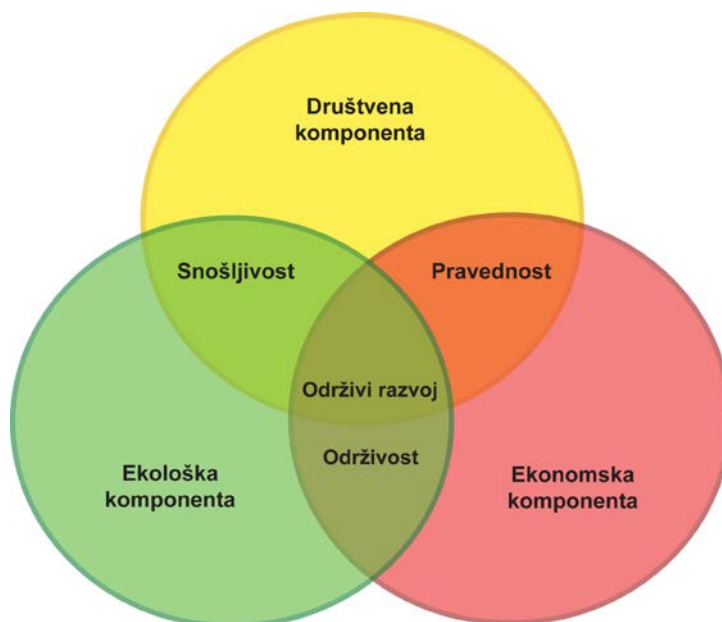 Društvena
komponenta
Snošljivost
Pravednost
Održivi razvoj
Održivost
Ekološka
komponenta
Ekonomska
komponenta